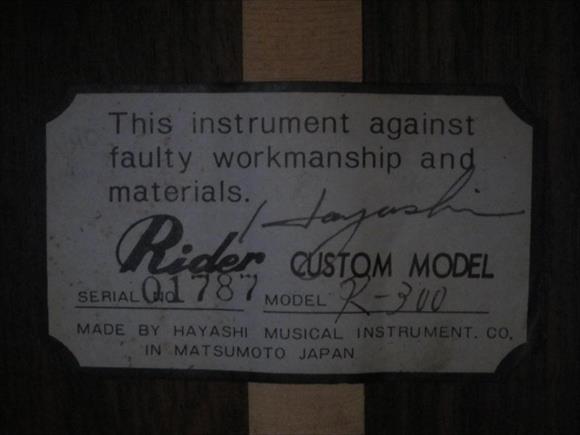 This instrument against
faulty workmanship and
materials.
Hayashi
Rider CUSTOM MODEL
SERIAL NO. 01787 MODEL R-300
MADE BY HAYASHI MUSICAL INSTRUMENT. CO,
IN MATSUMOTO JAPAN